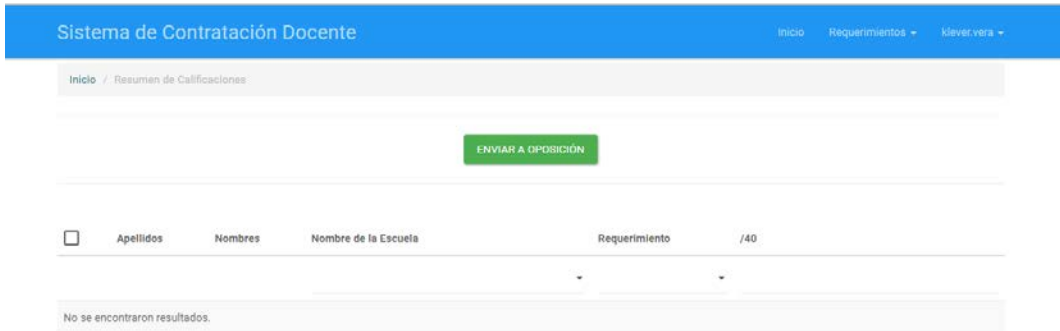 Sistema de Contratación Docente Inicio Requerimientos klever.vera
Inicio / Resumen de Calificaciones
ENVIAR A OPOSICIÓN
Apellidos Nombres Nombre de la Escuela Requerimiento /40
No se encontraron resultados.